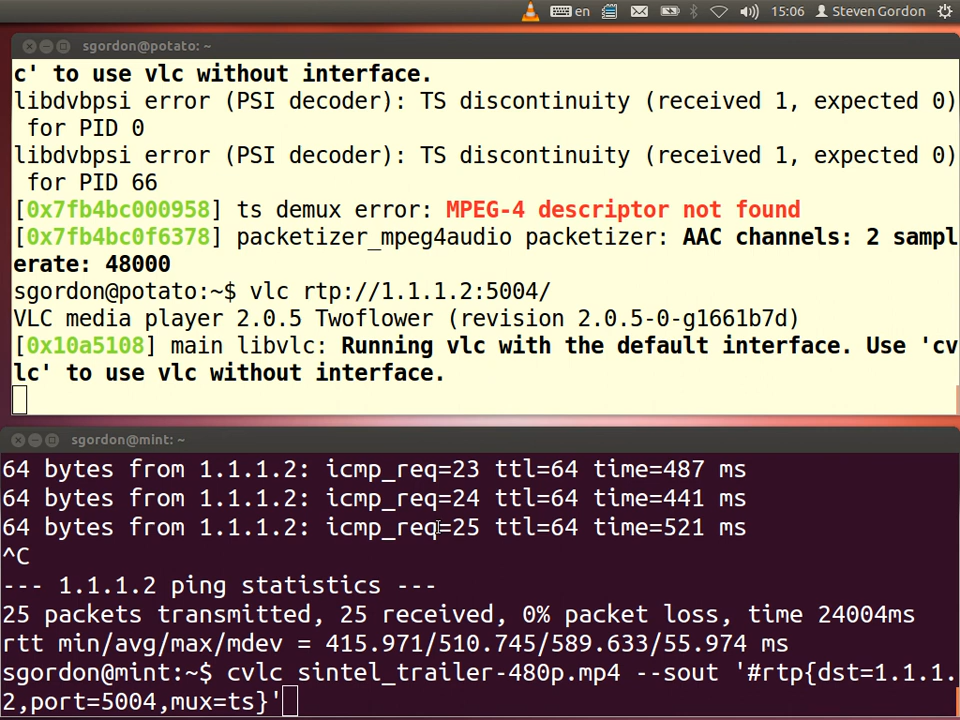 en 15:06 Steven Gordon
sgordon@potato: ~
c' to use vlc without interface.
libdvbpsi error (PSI decoder): TS discontinuity (received 1, expected 0)
 for PID 0
libdvbpsi error (PSI decoder): TS discontinuity (received 1, expected 0)
 for PID 66
[0x7fb4bc000958] ts demux error: MPEG-4 descriptor not found
[0x7fb4bc0f6378] packetizer_mpeg4audio packetizer: AAC channels: 2 sampl
erate: 48000
sgordon@potato:~$ vlc rtp://1.1.1.2:5004/
VLC media player 2.0.5 Twoflower (revision 2.0.5-0-g1661b7d)
[0x10a5108] main libvlc: Running vlc with the default interface. Use 'cv
lc' to use vlc without interface.
sgordon@mint: ~
64 bytes from 1.1.1.2: icmp_req=23 ttl=64 time=487 ms
64 bytes from 1.1.1.2: icmp_req=24 ttl=64 time=441 ms
64 bytes from 1.1.1.2: icmp_req=25 ttl=64 time=521 ms
^C
--- 1.1.1.2 ping statistics ---
25 packets transmitted, 25 received, 0% packet loss, time 24004ms
rtt min/avg/max/mdev = 415.971/510.745/589.633/55.974 ms
sgordon@mint:~$ cvlc sintel_trailer-480p.mp4 --sout '#rtp{dst=1.1.1.
2,port=5004,mux=ts}'